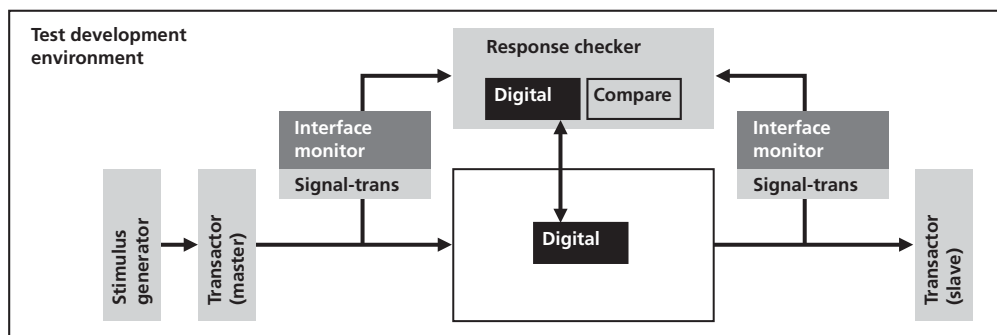 Test development
environment
Response checker
Digital
Compare
Interface
monitor
Signal-trans
Interface
monitor
Signal-trans
Stimulus
generator
Transactor
(master)
Digital
Transactor
(slave)